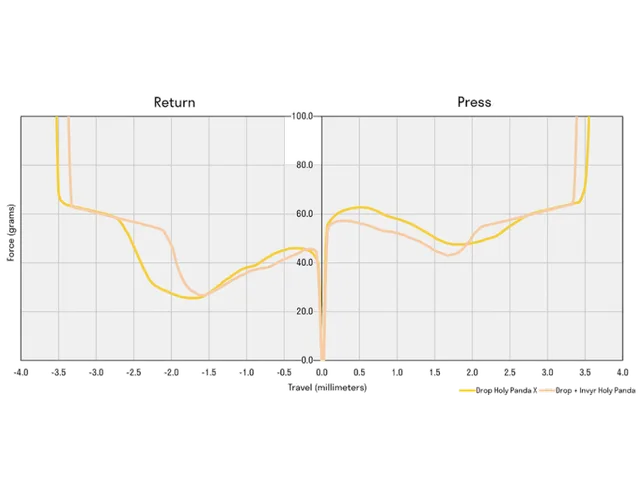 Return Press
100.0
80.0
60.0
40.0
20.0
0.0
Force (grams)
-4.0 -3.5 -3.0 -2.5 -2.0 -1.5 -1.0 -0.5 0.0 0.5 1.0 1.5 2.0 2.5 3.0 3.5 4.0
Travel (millimeters)
Drop Holy Panda X Drop + Invyr Holy Panda